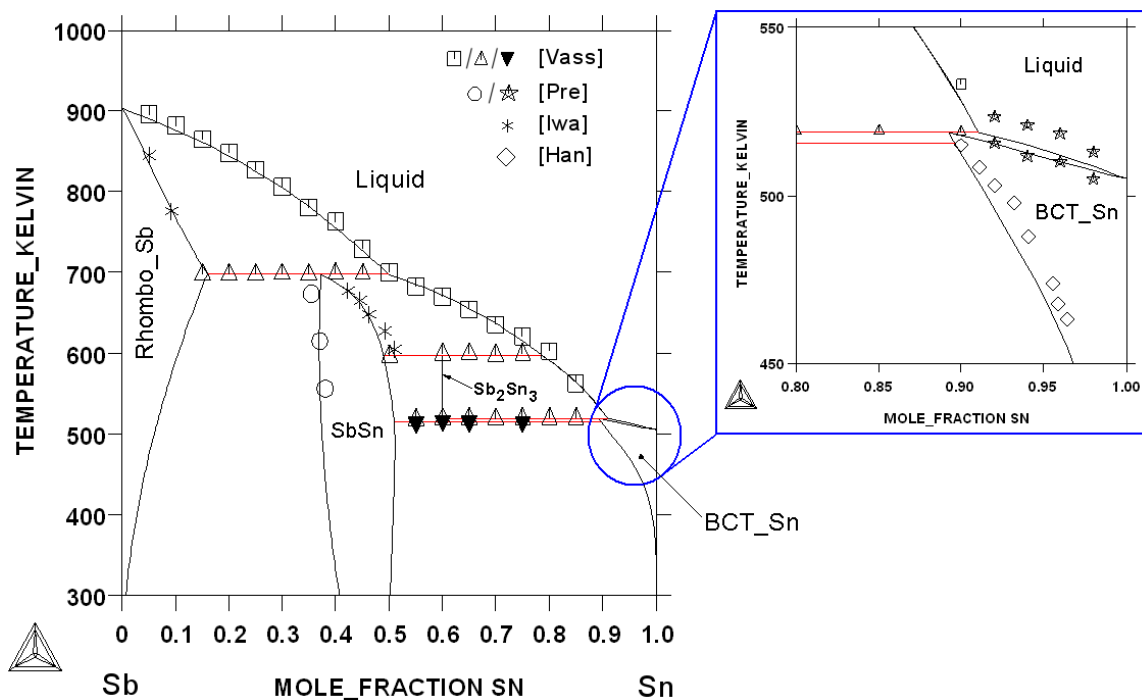 1000
900
800
700
600
500
400
300
TEMPERATURE_KELVIN
0 0.1 0.2 0.3 0.4 0.5 0.6 0.7 0.8 0.9 1.0
MOLE_FRACTION SN
Sb
Sn
[Vass]
[Pre]
[Iwa]
[Han]
Liquid
Rhombo_Sb
SbSn
Sb₂Sn₃
BCT_Sn
550
500
450
TEMPERATURE_KELVIN
0.80 0.85 0.90 0.95 1.00
MOLE_FRACTION SN
Liquid
BCT_Sn